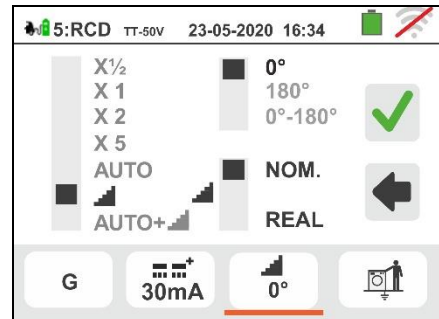 5:RCD TT-50V 23-05-2020 16:34
X½
X 1
X 2
X 5
AUTO
AUTO+
0°
180°
0°-180°
NOM.
REAL
G
30mA
0°